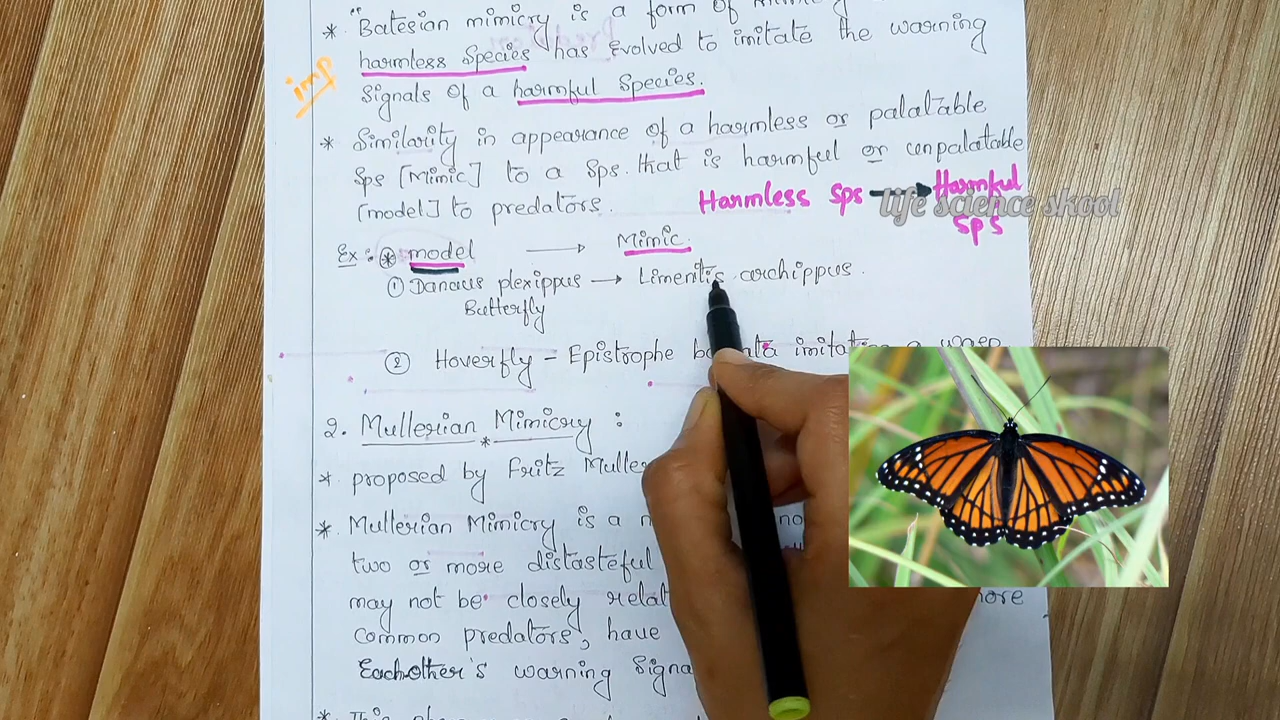 * "Batesian mimicry is a form of
harmless Species has evolved to imitate the warning
imp
signals of a harmful Species.
* Similarity in appearance of a harmless or palatable
sps [Mimic] to a sps. that is harmful or unpalatable
[model] to predators.
Harmless sps → Harmful sps
life science skool
Ex: * model → Mimic.
① Danaus plexippus → Limenitis archippus.
Butterfly
② Hoverfly - Epistrophe imitating a wasp
2. Mullerian Mimicry :
*
* proposed by Fritz Muller
* Mullerian Mimicry is a
two or more distasteful
may not be closely more
common predators, have
Eachother's warning
* This